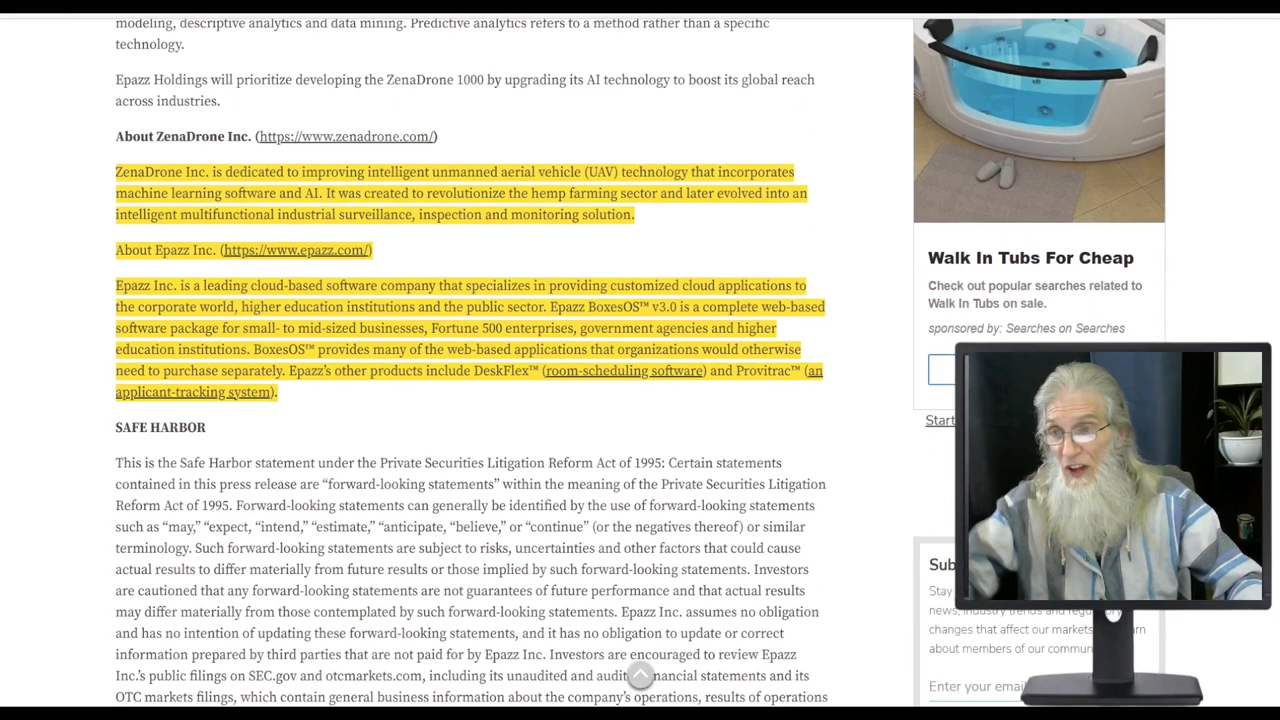 modeling, descriptive analytics and data mining. Predictive analytics refers to a method rather than a specific
technology.
Epazz Holdings will prioritize developing the ZenaDrone 1000 by upgrading its AI technology to boost its global reach
across industries.
About ZenaDrone Inc. (https://www.zenadrone.com/)
ZenaDrone Inc. is dedicated to improving intelligent unmanned aerial vehicle (UAV) technology that incorporates
machine learning software and AI. It was created to revolutionize the hemp farming sector and later evolved into an
intelligent multifunctional industrial surveillance, inspection and monitoring solution.
About Epazz Inc. (https://www.epazz.com/)
Epazz Inc. is a leading cloud-based software company that specializes in providing customized cloud applications to
the corporate world, higher education institutions and the public sector. Epazz BoxesOS™ v3.0 is a complete web-based
software package for small- to mid-sized businesses, Fortune 500 enterprises, government agencies and higher
education institutions. BoxesOS™ provides many of the web-based applications that organizations would otherwise
need to purchase separately. Epazz’s other products include DeskFlex™ (room-scheduling software) and Provitrac™ (an
applicant-tracking system).
SAFE HARBOR
This is the Safe Harbor statement under the Private Securities Litigation Reform Act of 1995: Certain statements
contained in this press release are “forward-looking statements” within the meaning of the Private Securities Litigation
Reform Act of 1995. Forward-looking statements can generally be identified by the use of forward-looking statements
such as “may,” “expect, “intend,” “estimate,” “anticipate, “believe,” or “continue” (or the negatives thereof) or similar
terminology. Such forward-looking statements are subject to risks, uncertainties and other factors that could cause
actual results to differ materially from future results or those implied by such forward-looking statements. Investors
are cautioned that any forward-looking statements are not guarantees of future performance and that actual results
may differ materially from those contemplated by such forward-looking statements. Epazz Inc. assumes no obligation
and has no intention of updating these forward-looking statements, and it has no obligation to update or correct
information prepared by third parties that are not paid for by Epazz Inc. Investors are encouraged to review Epazz
Inc.’s public filings on SEC.gov and otcmarkets.com, including its unaudited and audit nancial statements and its
OTC markets filings, which contain general business information about the company’s operations, results of operations
Walk In Tubs For Cheap
Check out popular searches related to
Walk In Tubs on sale.
sponsored by: Searches on Searches
Start
Sub
Stay
news, industry trends and
changes that affect our markets
about members of our commun
Enter your emai